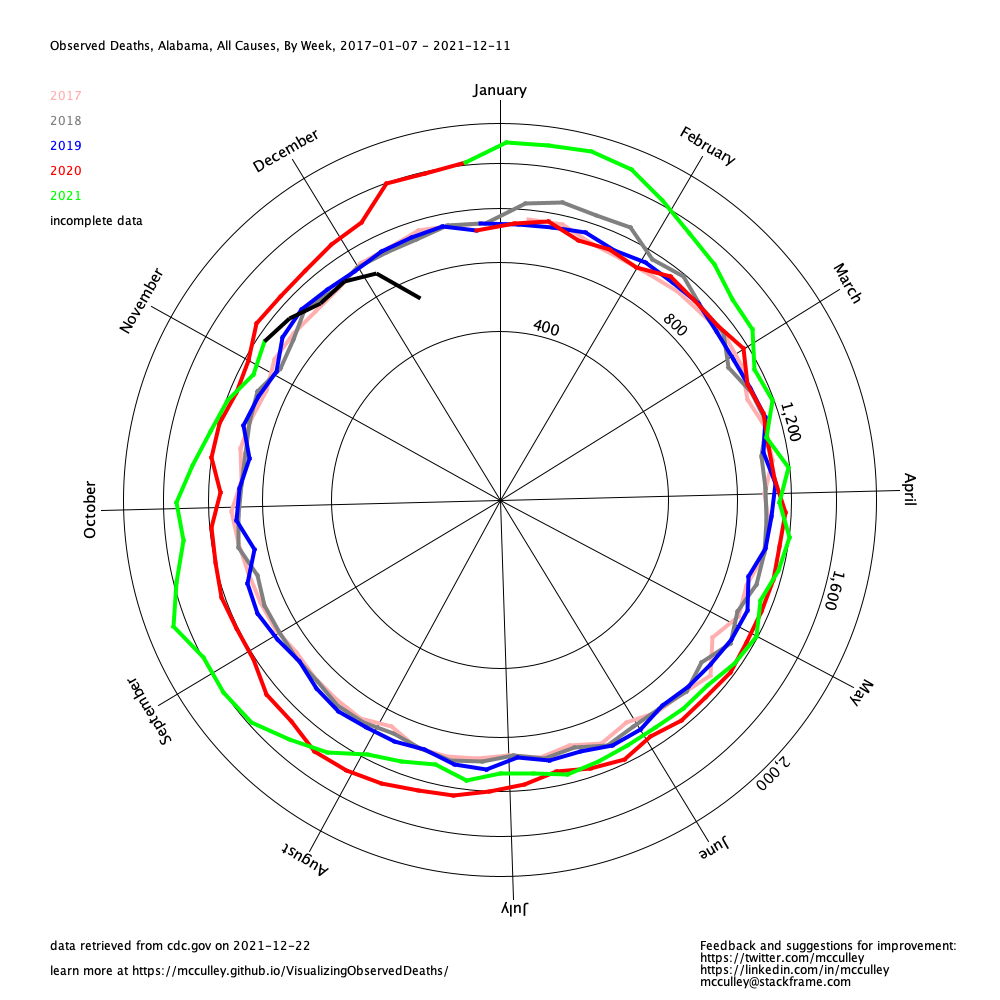 Observed Deaths, Alabama, All Causes, By Week, 2017-01-07 - 2021-12-11
2017
2018
2019
2020
2021
incomplete data
January
February
March
April
May
June
July
August
September
October
November
December
400
800
1,200
1,600
2,000
data retrieved from cdc.gov on 2021-12-22
learn more at https://mcculley.github.io/VisualizingObservedDeaths/
Feedback and suggestions for improvement:
https://twitter.com/mcculley
https://linkedin.com/in/mcculley
mcculley@stackframe.com